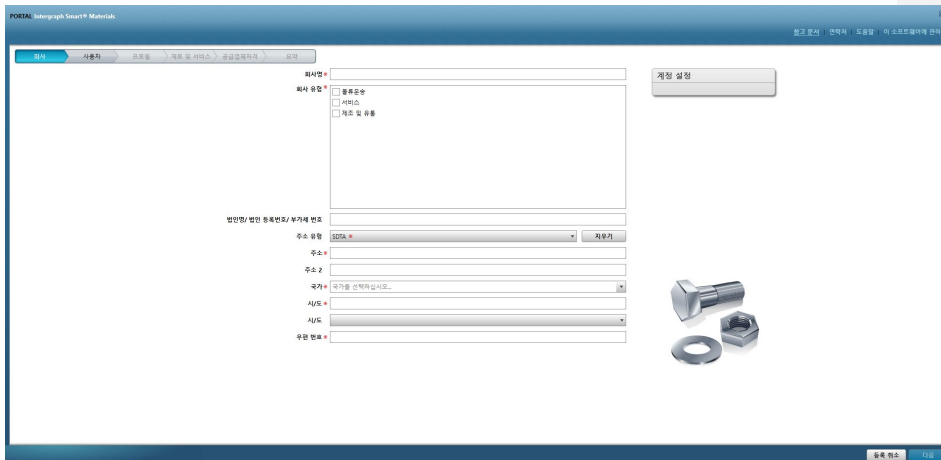 PORTAL Intergraph Smart® Materials
참고 문서 연락처 도움말 이 소프트웨어에 관하
회사 사용자 프로필 제품 및 서비스 공급업체자격 요약
회사명 *
계정 설정
회사 유형 *
물류운송
서비스
제조 및 유통
법인명/ 법인 등록번호/ 부가세 번호
주소 유형 SDTA * 지우기
주소 *
주소 2
국가 * 국가를 선택하십시오...
시/도 *
시/도
우편 번호 *
등록 취소 다음